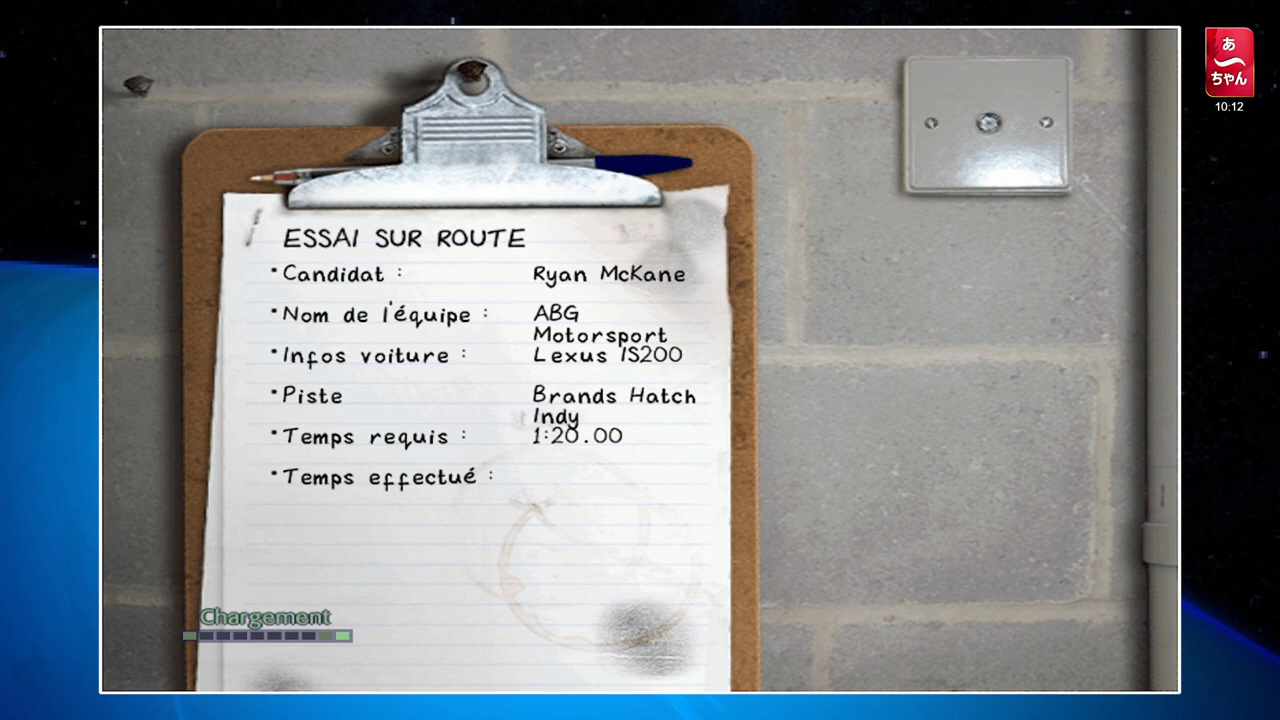 あ〜ちゃん
10:12
ESSAI SUR ROUTE
• Candidat : Ryan McKane
• Nom de l'équipe : ABG
Motorsport
• Infos voiture : Lexus IS200
• Piste Brands Hatch
Indy
• Temps requis : 1:20.00
• Temps effectué :
Chargement